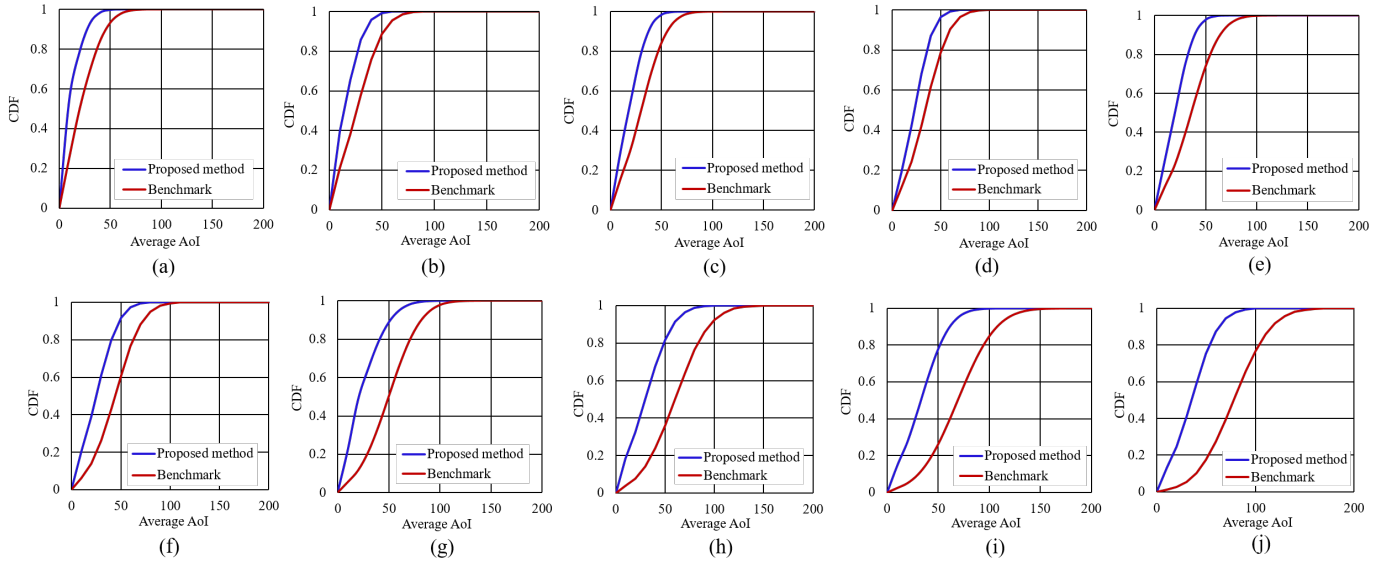 1
0.8
0.6
0.4
0.2
0
CDF
Proposed method
Benchmark
0 50 100 150 200
Average AoI
(a)
1
0.8
0.6
0.4
0.2
0
CDF
Proposed method
Benchmark
0 50 100 150 200
Average AoI
(b)
1
0.8
0.6
0.4
0.2
0
CDF
Proposed method
Benchmark
0 50 100 150 200
Average AoI
(c)
1
0.8
0.6
0.4
0.2
0
CDF
Proposed method
Benchmark
0 50 100 150 200
Average AoI
(d)
1
0.8
0.6
0.4
0.2
0
CDF
Proposed method
Benchmark
0 50 100 150 200
Average AoI
(e)
1
0.8
0.6
0.4
0.2
0
CDF
Proposed method
Benchmark
0 50 100 150 200
Average AoI
(f)
1
0.8
0.6
0.4
0.2
0
CDF
Proposed method
Benchmark
0 50 100 150 200
Average AoI
(g)
1
0.8
0.6
0.4
0.2
0
CDF
Proposed method
Benchmark
0 50 100 150 200
Average AoI
(h)
1
0.8
0.6
0.4
0.2
0
CDF
Proposed method
Benchmark
0 50 100 150 200
Average AoI
(i)
1
0.8
0.6
0.4
0.2
0
CDF
Proposed method
Benchmark
0 50 100 150 200
Average AoI
(j)